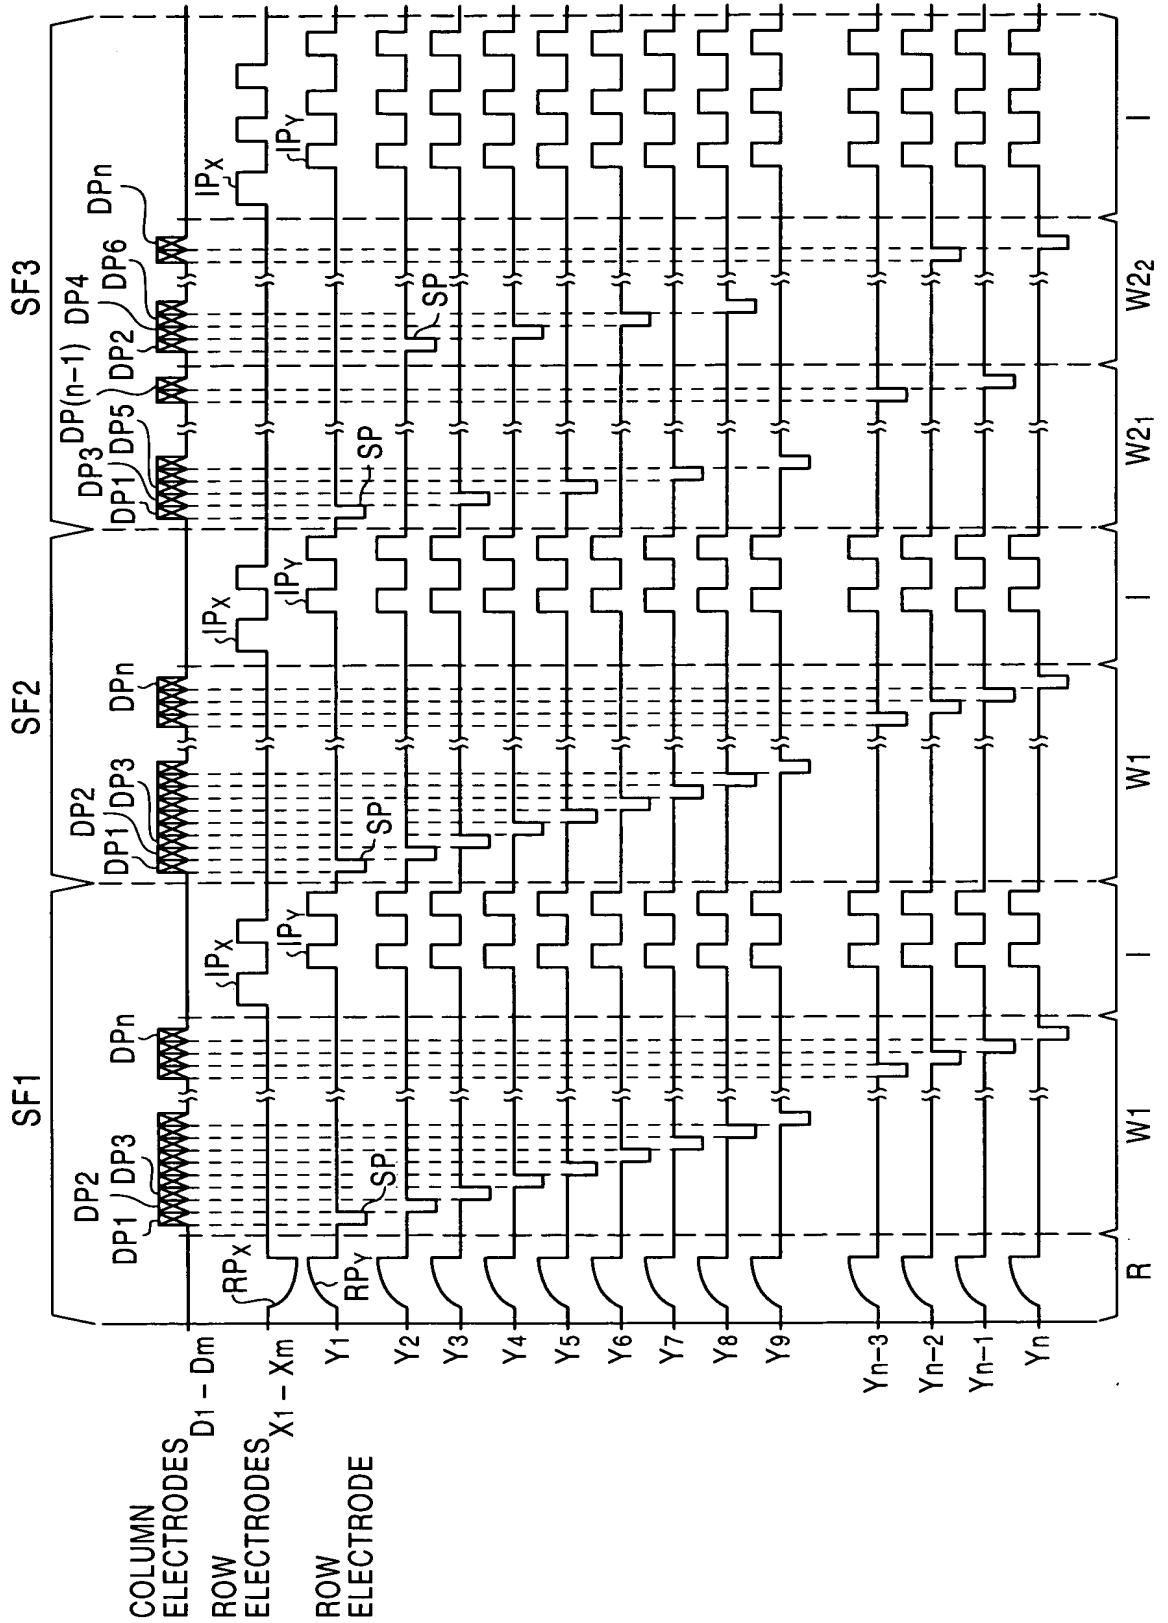 SF1 SF2 SF3
DP1 DP2 DP3 DPn DP1 DP2 DP3 DPn DP1 DP3 DP5 DP(n-1) DP2 DP4 DP6 DPn
COLUMN
ELECTRODES D1 - Dm
ROW
ELECTRODES X1 - Xm
RPX IPX IPX IPX
ROW
ELECTRODE
Y1 RPY SP IPY SP IPY SP SP IPY
Y2
Y3
Y4
Y5
Y6
Y7
Y8
Y9
Yn-3
Yn-2
Yn-1
Yn
R W1 I W1 I W21 W22 I